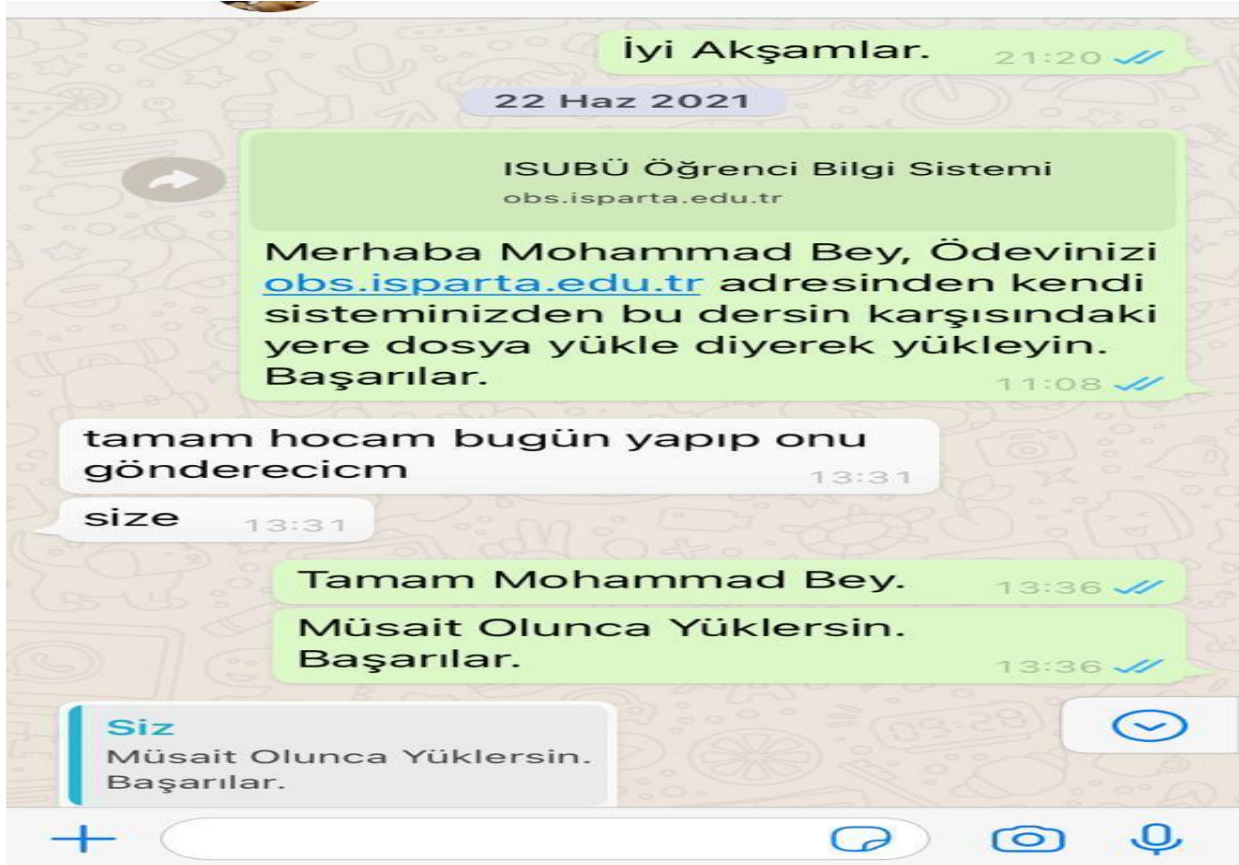 İyi Akşamlar.
21:20
22 Haz 2021
ISUBÜ Öğrenci Bilgi Sistemi
obs.isparta.edu.tr
Merhaba Mohammad Bey, Ödevinizi
obs.isparta.edu.tr adresinden kendi
sisteminizden bu dersin karşısındaki
yere dosya yükle diyerek yükleyin.
Başarılar.
11:08
tamam hocam bugün yapıp onu
gönderecicm
13:31
size
13:31
Tamam Mohammad Bey.
13:36
Müsait Olunca Yüklersin.
Başarılar.
13:36
Siz
Müsait Olunca Yüklersin.
Başarılar.